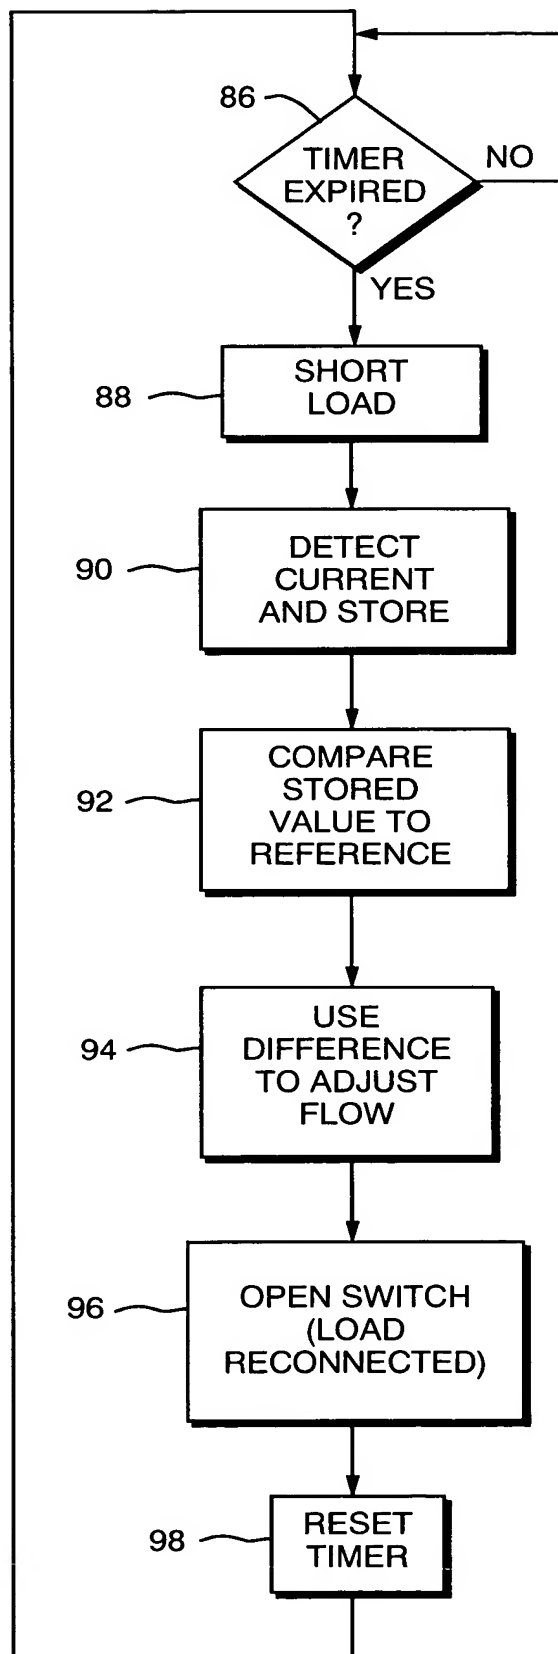 86
TIMER
EXPIRED
?
NO
YES
88
SHORT
LOAD
90
DETECT
CURRENT
AND STORE
92
COMPARE
STORED
VALUE TO
REFERENCE
94
USE
DIFFERENCE
TO ADJUST
FLOW
96
OPEN SWITCH
(LOAD
RECONNECTED)
98
RESET
TIMER